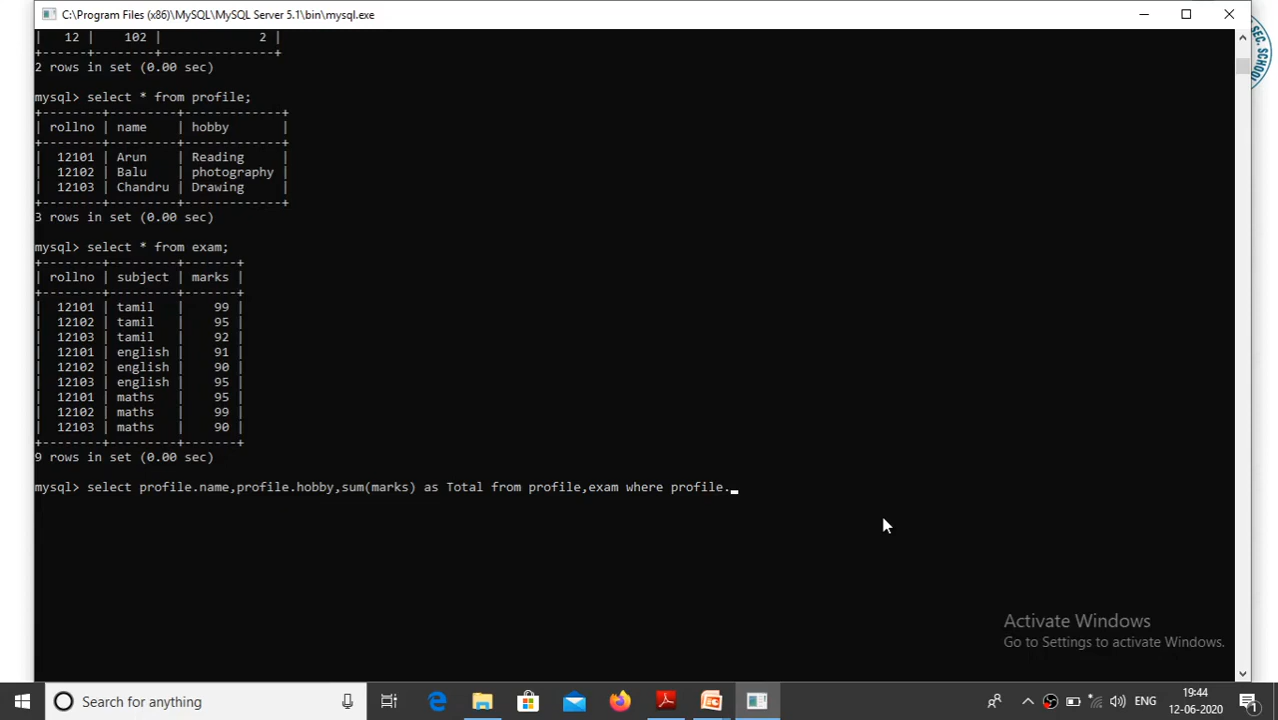 C:\Program Files (x86)\MySQL\MySQL Server 5.1\bin\mysql.exe
|   12 |   102 |             2 |
+------+-------+---------------+
2 rows in set (0.00 sec)
mysql> select * from profile;
+--------+---------+-------------+
| rollno | name    | hobby       |
+--------+---------+-------------+
|  12101 | Arun    | Reading     |
|  12102 | Balu    | photography |
|  12103 | Chandru | Drawing     |
+--------+---------+-------------+
3 rows in set (0.00 sec)
mysql> select * from exam;
+--------+---------+-------+
| rollno | subject | marks |
+--------+---------+-------+
|  12101 | tamil   |    99 |
|  12102 | tamil   |    95 |
|  12103 | tamil   |    92 |
|  12101 | english |    91 |
|  12102 | english |    90 |
|  12103 | english |    95 |
|  12101 | maths   |    95 |
|  12102 | maths   |    99 |
|  12103 | maths   |    90 |
+--------+---------+-------+
9 rows in set (0.00 sec)
mysql> select profile.name,profile.hobby,sum(marks) as Total from profile,exam where profile._
Activate Windows
Go to Settings to activate Windows.
Search for anything
ENG
19:44
12-06-2020
1
SEC. SCHOOL